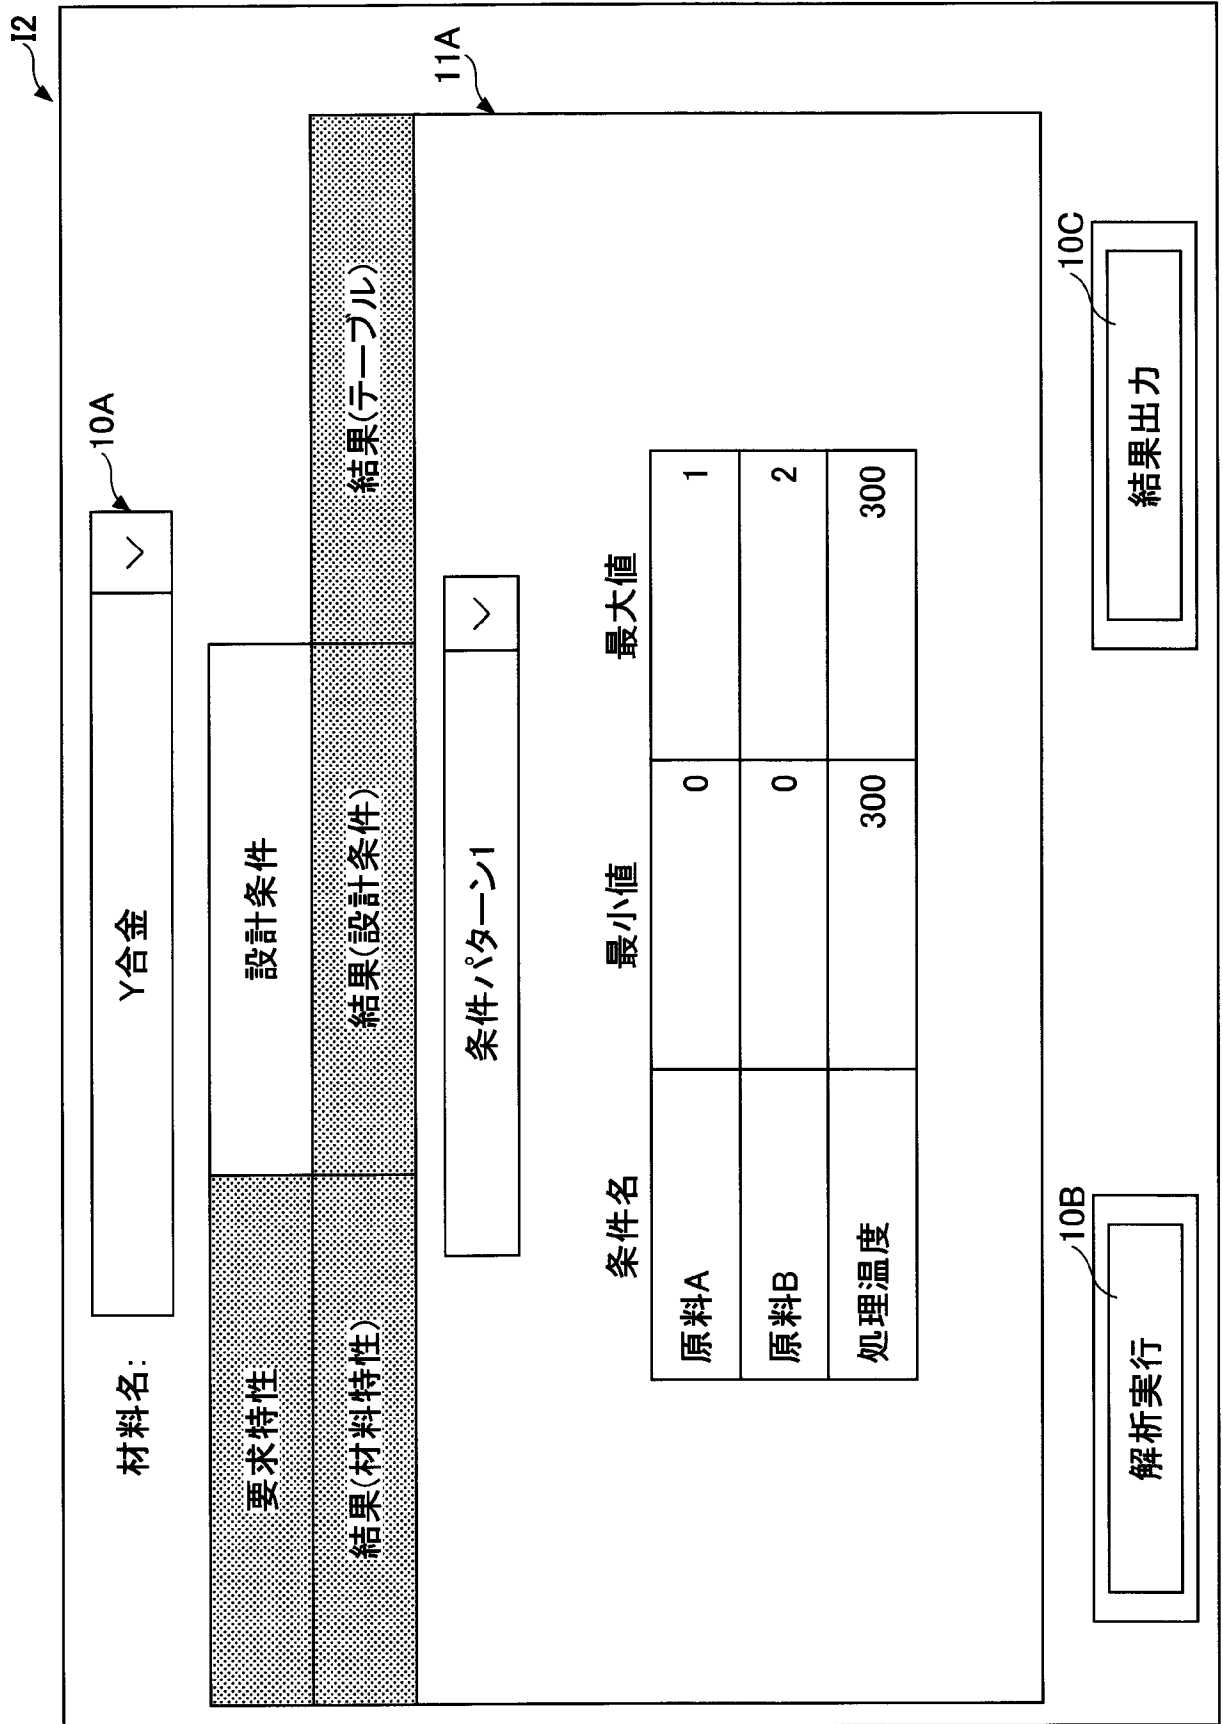 I2
材料名: Y合金 10A
要求特性 設計条件
結果(材料特性) 結果(設計条件) 結果(テーブル)
11A
条件パターン1
条件名 最小値 最大値
原料A 0 1
原料B 0 2
処理温度 300 300
10B 10C
解析実行 結果出力